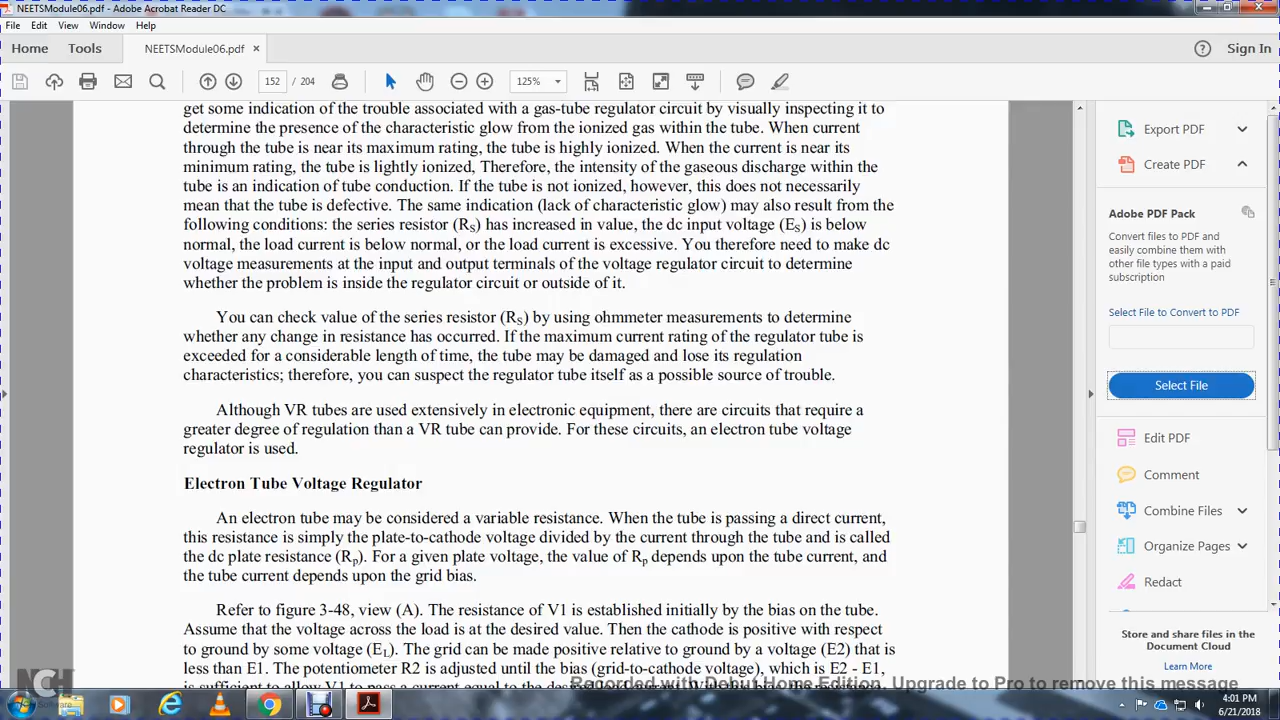 NEETSModule06.pdf - Adobe Acrobat Reader DC
File Edit View Window Help
Home Tools NEETSModule06.pdf × Sign In
152 / 204 125%
get some indication of the trouble associated with a gas-tube regulator circuit by visually inspecting it to
determine the presence of the characteristic glow from the ionized gas within the tube. When current
through the tube is near its maximum rating, the tube is highly ionized. When the current is near its
minimum rating, the tube is lightly ionized, Therefore, the intensity of the gaseous discharge within the
tube is an indication of tube conduction. If the tube is not ionized, however, this does not necessarily
mean that the tube is defective. The same indication (lack of characteristic glow) may also result from the
following conditions: the series resistor (RS) has increased in value, the dc input voltage (ES) is below
normal, the load current is below normal, or the load current is excessive. You therefore need to make dc
voltage measurements at the input and output terminals of the voltage regulator circuit to determine
whether the problem is inside the regulator circuit or outside of it.
You can check value of the series resistor (RS) by using ohmmeter measurements to determine
whether any change in resistance has occurred. If the maximum current rating of the regulator tube is
exceeded for a considerable length of time, the tube may be damaged and lose its regulation
characteristics; therefore, you can suspect the regulator tube itself as a possible source of trouble.
Although VR tubes are used extensively in electronic equipment, there are circuits that require a
greater degree of regulation than a VR tube can provide. For these circuits, an electron tube voltage
regulator is used.
Electron Tube Voltage Regulator
An electron tube may be considered a variable resistance. When the tube is passing a direct current,
this resistance is simply the plate-to-cathode voltage divided by the current through the tube and is called
the dc plate resistance (Rp). For a given plate voltage, the value of Rp depends upon the tube current, and
the tube current depends upon the grid bias.
Refer to figure 3-48, view (A). The resistance of V1 is established initially by the bias on the tube.
Assume that the voltage across the load is at the desired value. Then the cathode is positive with respect
to ground by some voltage (EL). The grid can be made positive relative to ground by a voltage (E2) that is
less than E1. The potentiometer R2 is adjusted until the bias (grid-to-cathode voltage), which is E2 - E1,
is sufficient to allow V1 to pass a current equal to the
Export PDF
Create PDF
Adobe PDF Pack
Convert files to PDF and
easily combine them with
other file types with a paid
subscription
Select File to Convert to PDF
Select File
Edit PDF
Comment
Combine Files
Organize Pages
Redact
Store and share files in the
Document Cloud
Learn More
NCH Software
Recorded with Debut Home Edition. Upgrade to Pro to remove this message
4:01 PM
6/21/2018